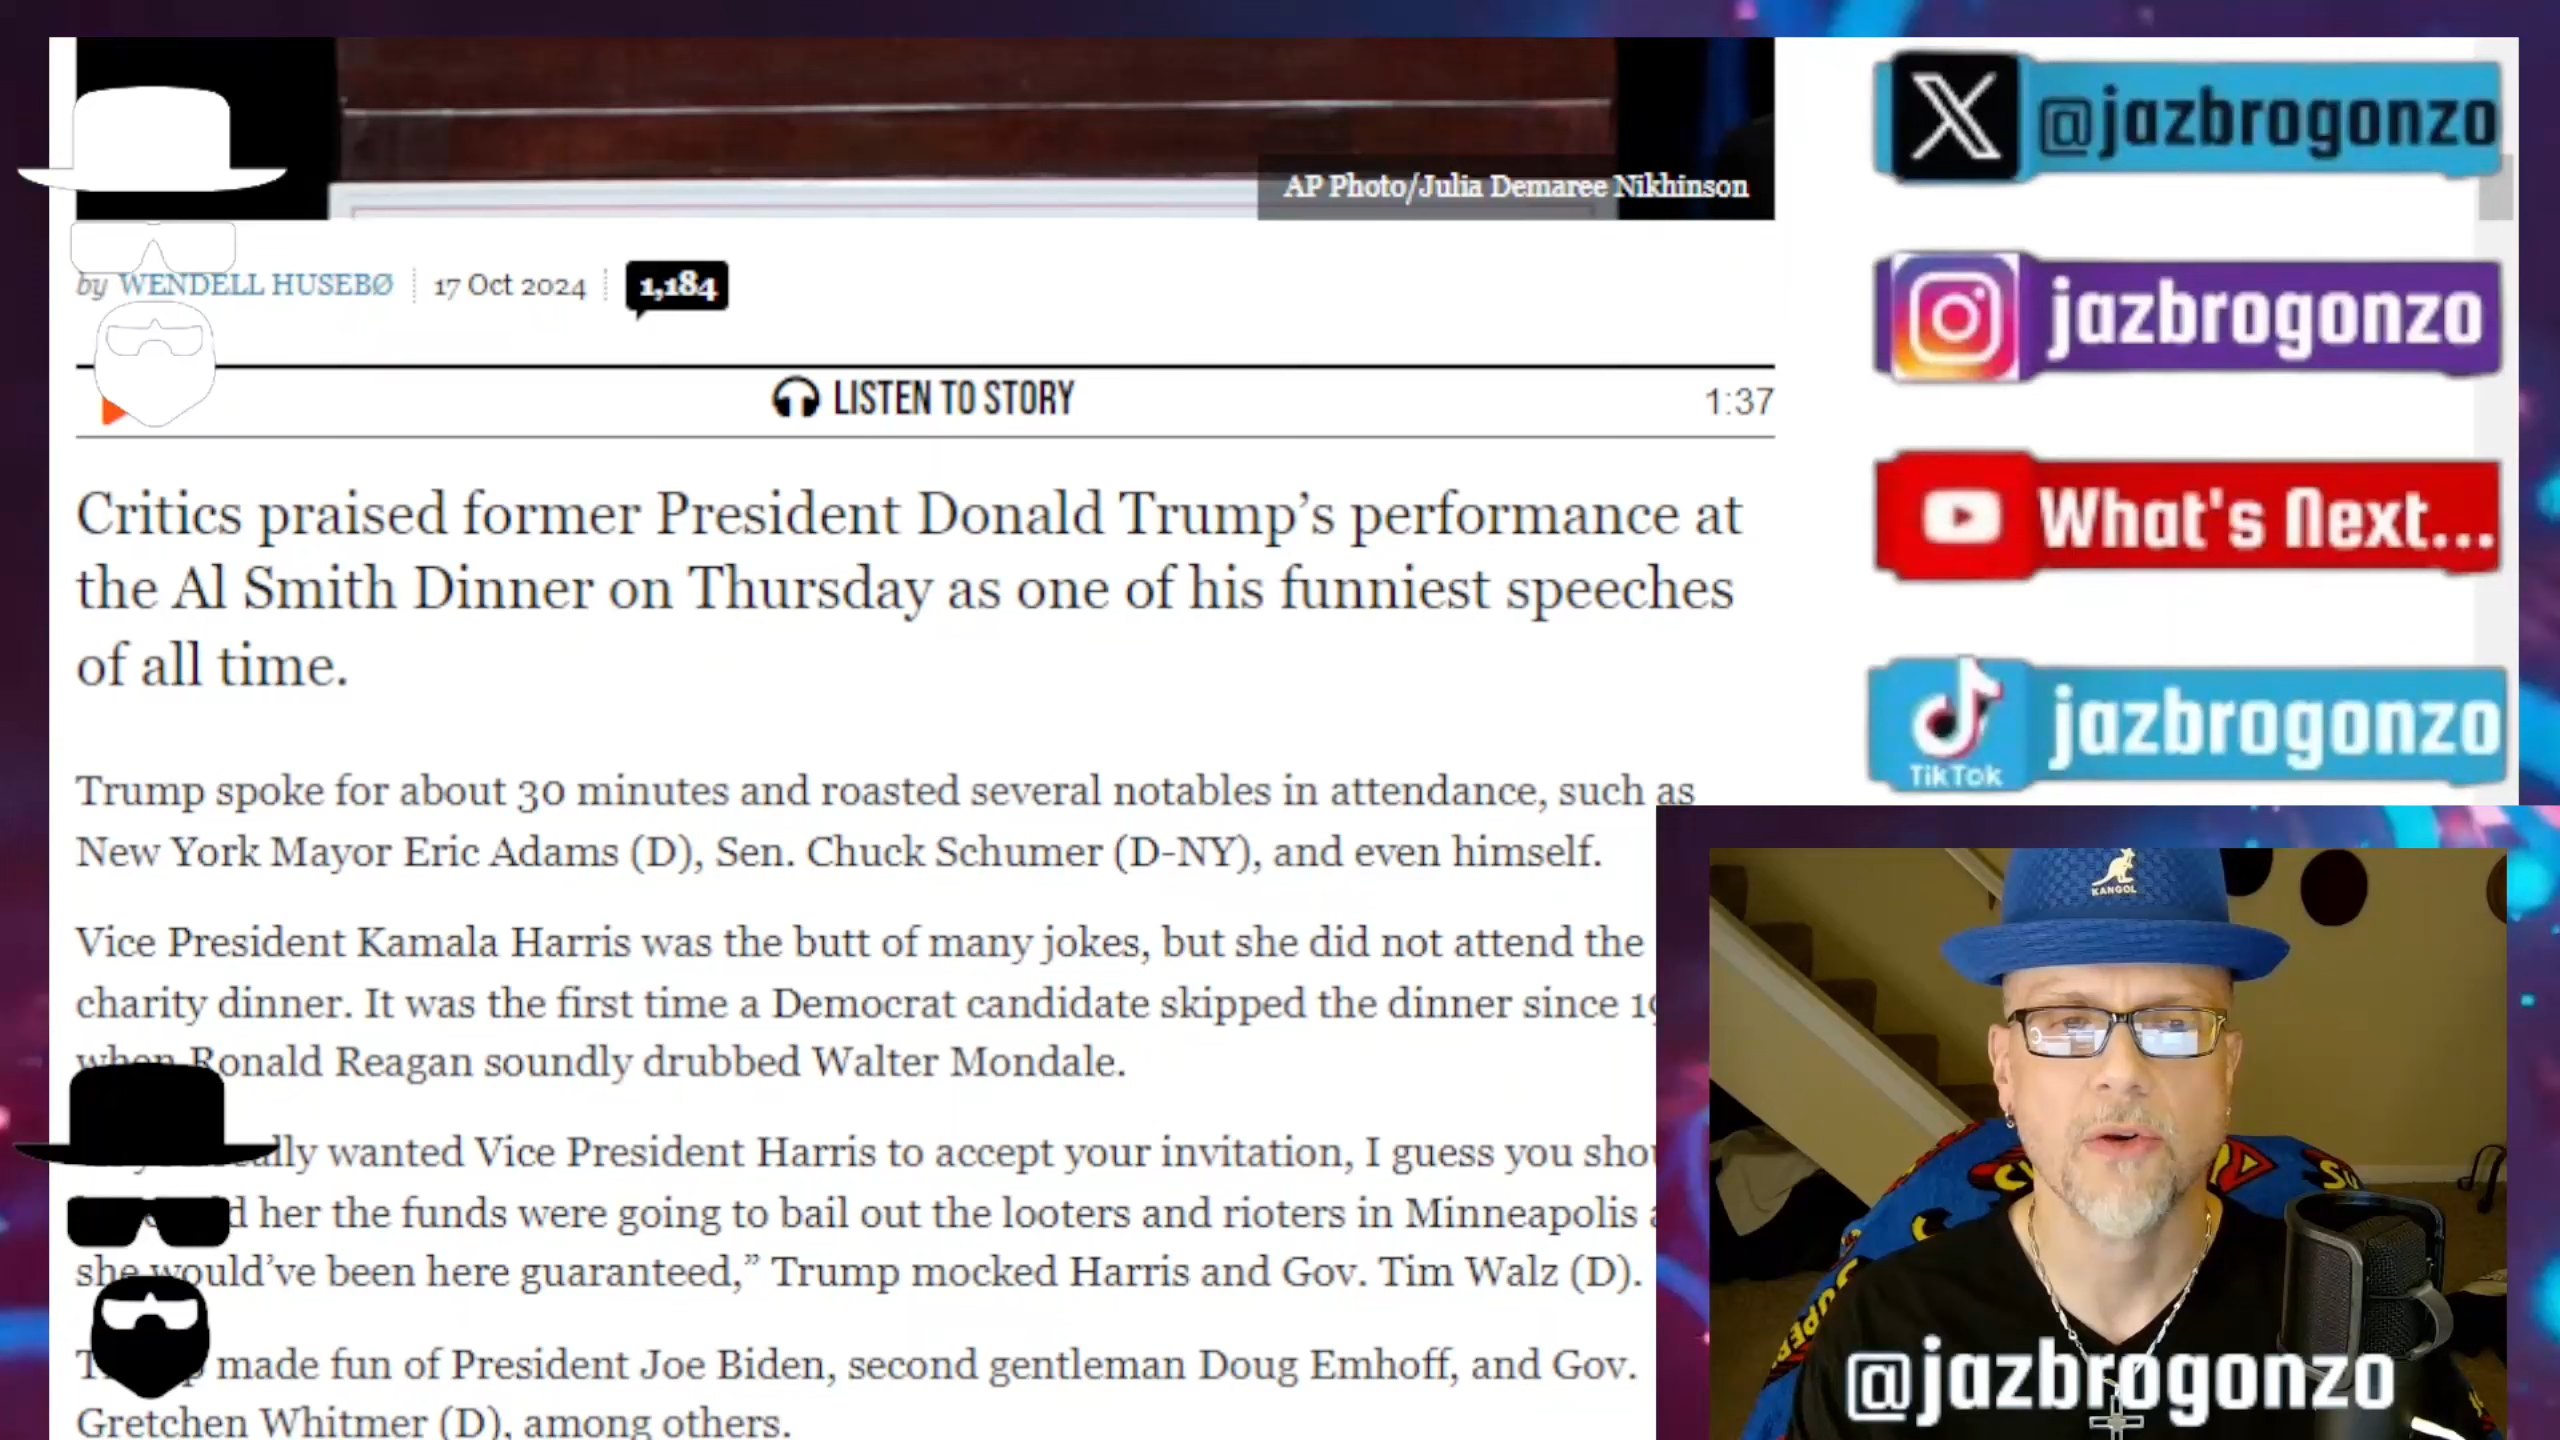 AP Photo/Julia Demaree Nikhinson
by WENDELL HUSEBØ 17 Oct 2024 1,184
LISTEN TO STORY 1:37
Critics praised former President Donald Trump’s performance at
the Al Smith Dinner on Thursday as one of his funniest speeches
of all time.
Trump spoke for about 30 minutes and roasted several notables in attendance, such as
New York Mayor Eric Adams (D), Sen. Chuck Schumer (D-NY), and even himself.
Vice President Kamala Harris was the butt of many jokes, but she did not attend the
charity dinner. It was the first time a Democrat candidate skipped the dinner since
when Ronald Reagan soundly drubbed Walter Mondale.
wanted Vice President Harris to accept your invitation, I guess you
her the funds were going to bail out the looters and rioters in Minneapolis
she would’ve been here guaranteed,” Trump mocked Harris and Gov. Tim Walz (D).
made fun of President Joe Biden, second gentleman Doug Emhoff, and Gov.
Gretchen Whitmer (D), among others.
@jazbrogonzo
jazbrogonzo
What's Next...
TikTok
jazbrogonzo
KANGOL
@jazbrogonzo